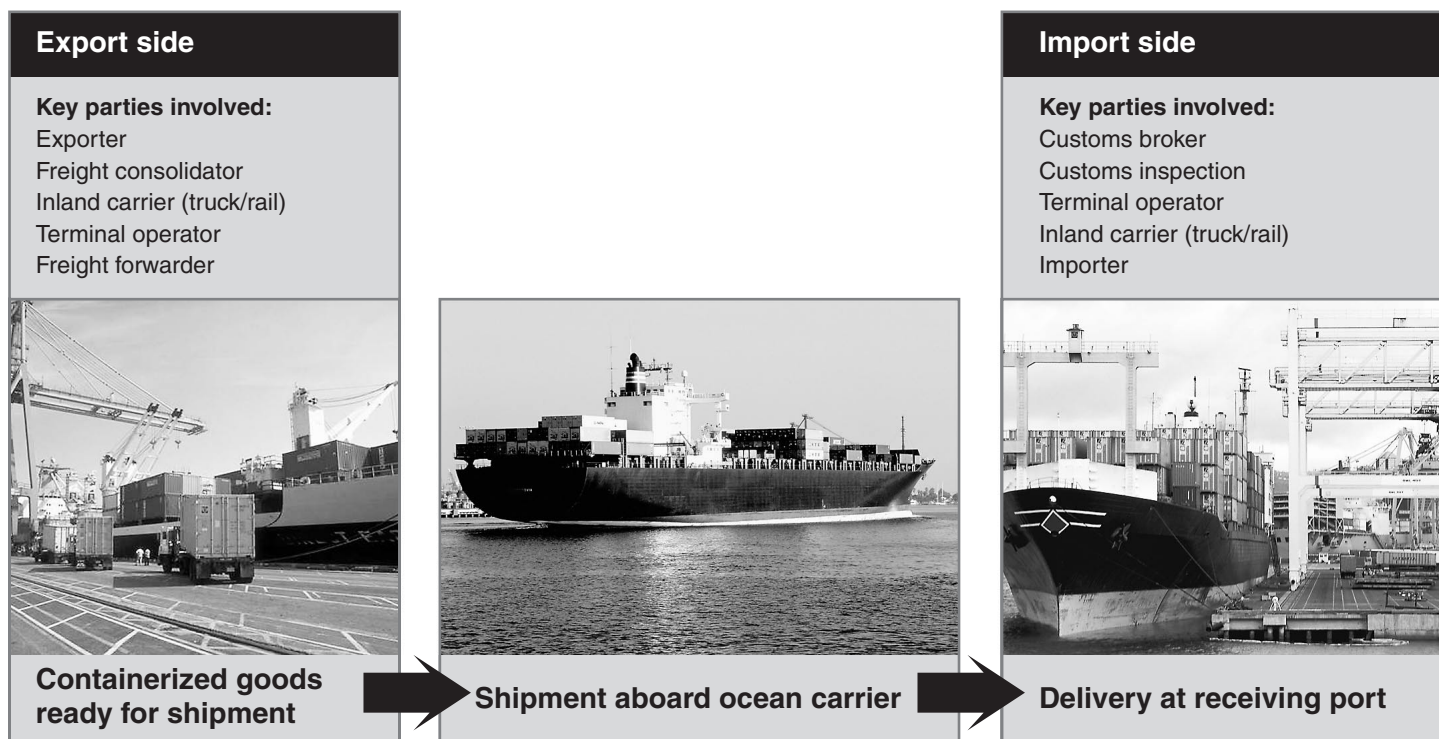 Export side
Key parties involved:
Exporter
Freight consolidator
Inland carrier (truck/rail)
Terminal operator
Freight forwarder
Import side
Key parties involved:
Customs broker
Customs inspection
Terminal operator
Inland carrier (truck/rail)
Importer
Containerized goods
ready for shipment
Shipment aboard ocean carrier
Delivery at receiving port